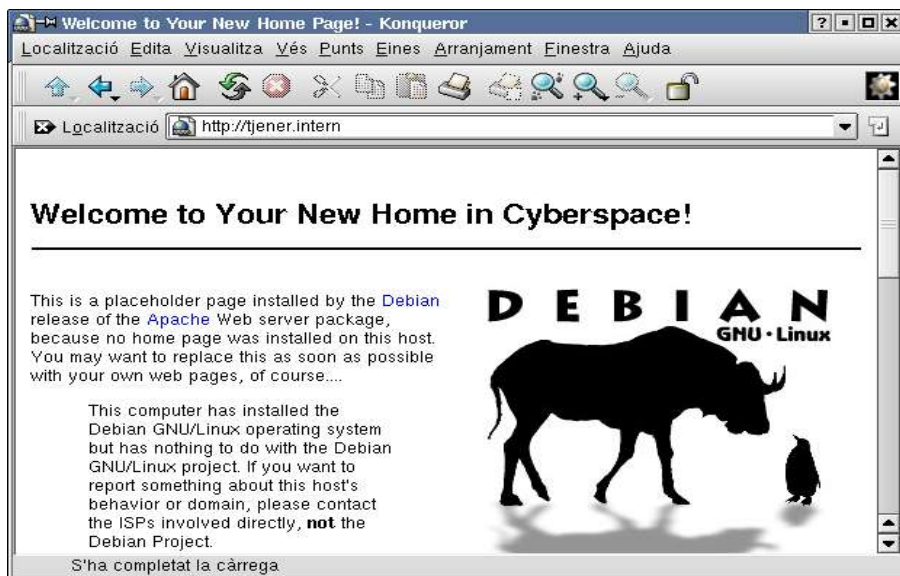 Welcome to Your New Home Page! - Konqueror
Localització Edita Visualitza Vés Punts Eines Arranjament Finestra Ajuda
Localització http://tjener.intern
Welcome to Your New Home in Cyberspace!
This is a placeholder page installed by the Debian
release of the Apache Web server package,
because no home page was installed on this host.
You may want to replace this as soon as possible
with your own web pages, of course....
This computer has installed the
Debian GNU/Linux operating system
but has nothing to do with the Debian
GNU/Linux project. If you want to
report something about this host's
behavior or domain, please contact
the ISPs involved directly, not the
Debian Project.
DEBIAN
GNU · Linux
S'ha completat la càrrega